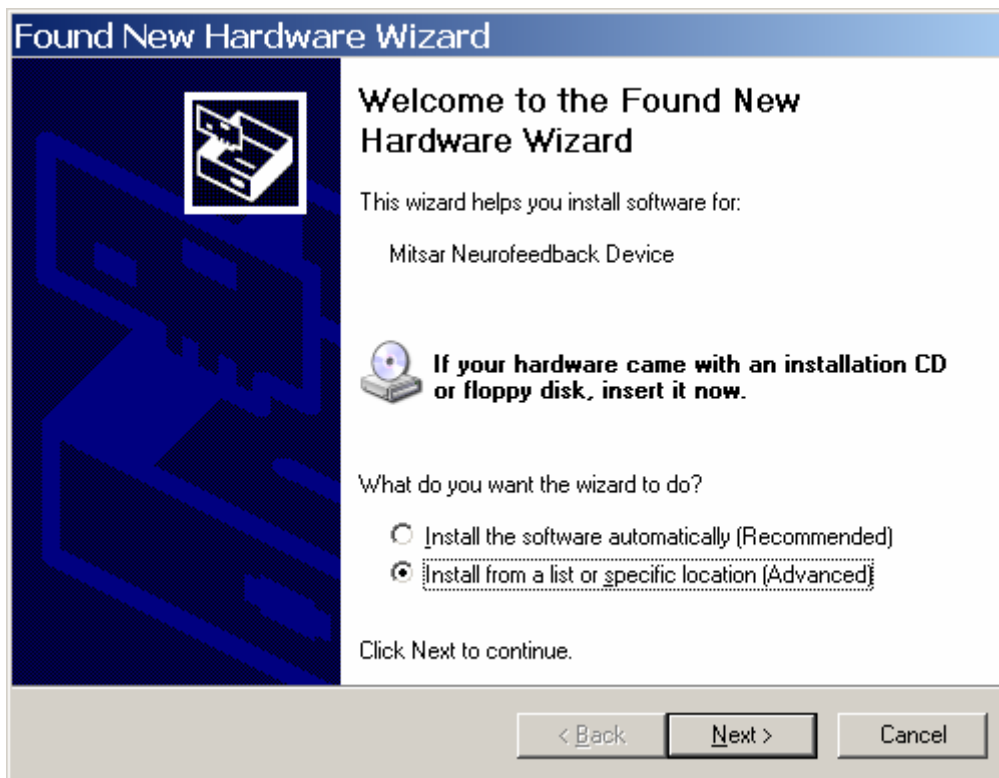 Found New Hardware Wizard
Welcome to the Found New
Hardware Wizard
This wizard helps you install software for:
Mitsar Neurofeedback Device
If your hardware came with an installation CD
or floppy disk, insert it now.
What do you want the wizard to do?
Install the software automatically (Recommended)
Install from a list or specific location (Advanced)
Click Next to continue.
< Back
Next >
Cancel